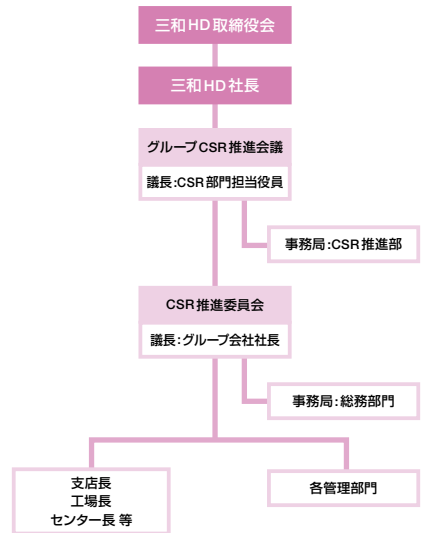 三和HD取締役会
三和HD社長
グループCSR推進会議
議長:CSR部門担当役員
事務局:CSR推進部
CSR推進委員会
議長:グループ会社社長
事務局:総務部門
支店長
工場長
センター長 等
各管理部門